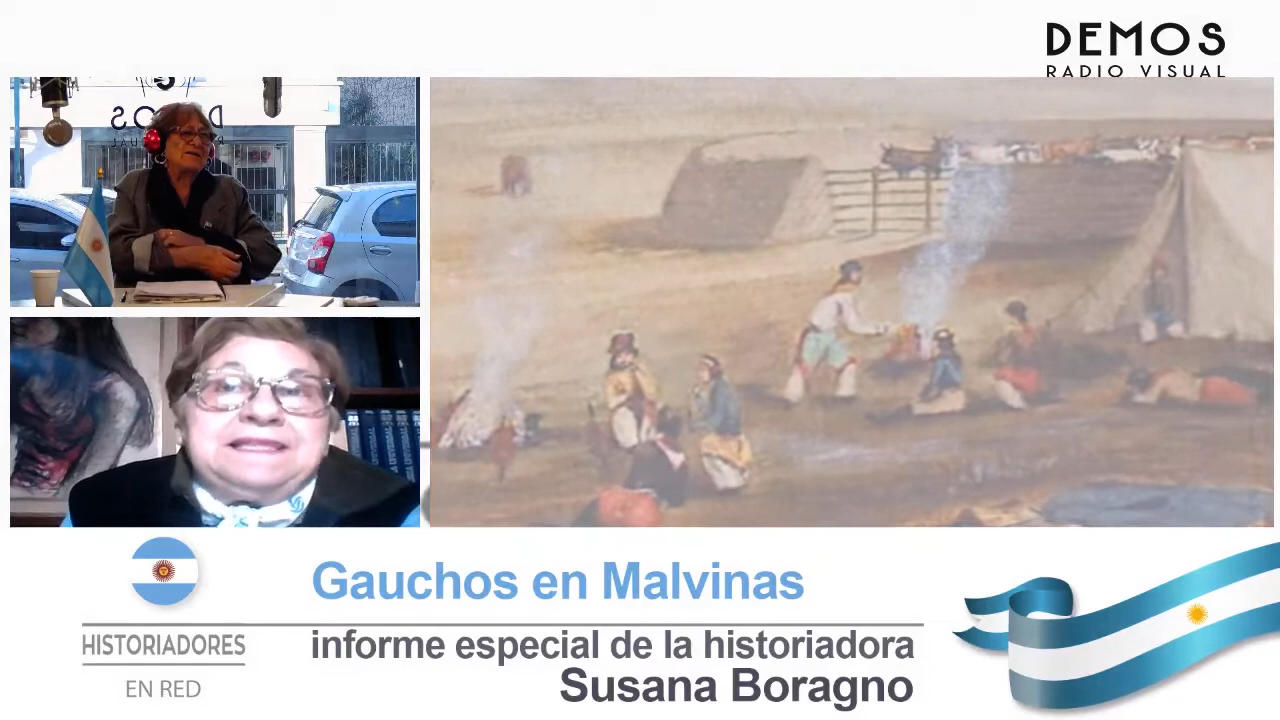 DEMOS
RADIO VISUAL
Gauchos en Malvinas
HISTORIADORES
EN RED
informe especial de la historiadora
Susana Boragno